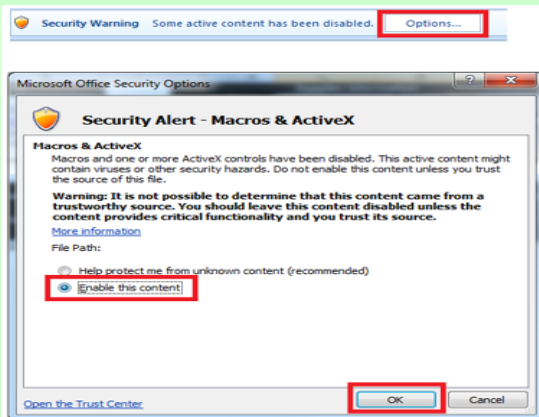 Security Warning Some active content has been disabled. Options...
Microsoft Office Security Options
? x
Security Alert - Macros & ActiveX
Macros & ActiveX
Macros and one or more ActiveX controls have been disabled. This active content might
contain viruses or other security hazards. Do not enable this content unless you trust
the source of this file.
Warning: It is not possible to determine that this content came from a
trustworthy source. You should leave this content disabled unless the
content provides critical functionality and you trust its source.
More information
File Path:
Help protect me from unknown content (recommended)
Enable this content
Open the Trust Center OK Cancel